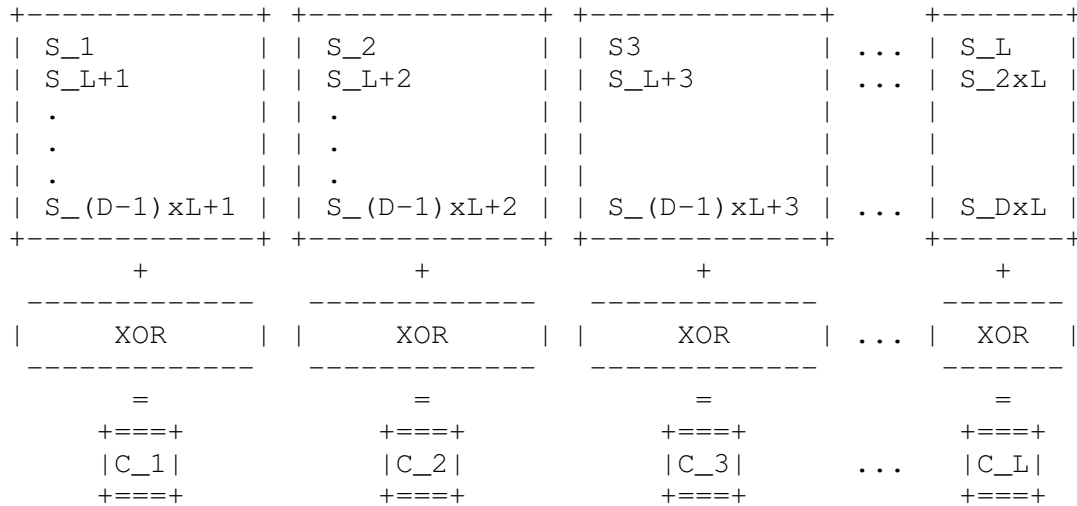 +-------------+ +-------------+ +-------------+     +-------+
| S_1         | | S_2         | | S3          | ... | S_L   |
| S_L+1       | | S_L+2       | | S_L+3       | ... | S_2xL |
| .           | | .           | |             |     |       |
| .           | | .           | |             |     |       |
| .           | | .           | |             |     |       |
| S_(D-1)xL+1 | | S_(D-1)xL+2 | | S_(D-1)xL+3 | ... | S_DxL |
+-------------+ +-------------+ +-------------+     +-------+
       +               +               +                +
 -------------   -------------   -------------       -------
|     XOR     | |     XOR     | |     XOR     | ... |  XOR  |
 -------------   -------------   -------------       -------
       =               =               =                =
     +===+           +===+           +===+            +===+
     |C_1|           |C_2|           |C_3|      ...   |C_L|
     +===+           +===+           +===+            +===+